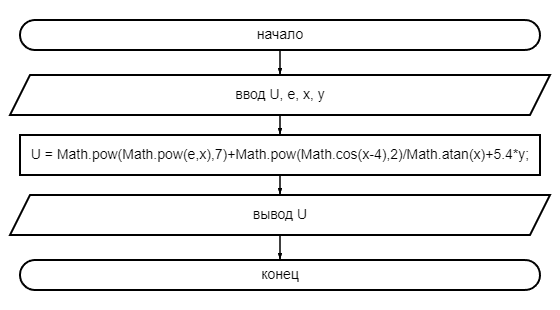 начало
ввод U, e, x, y
U = Math.pow(Math.pow(e,x),7)+Math.pow(Math.cos(x-4),2)/Math.atan(x)+5.4*y;
вывод U
конец